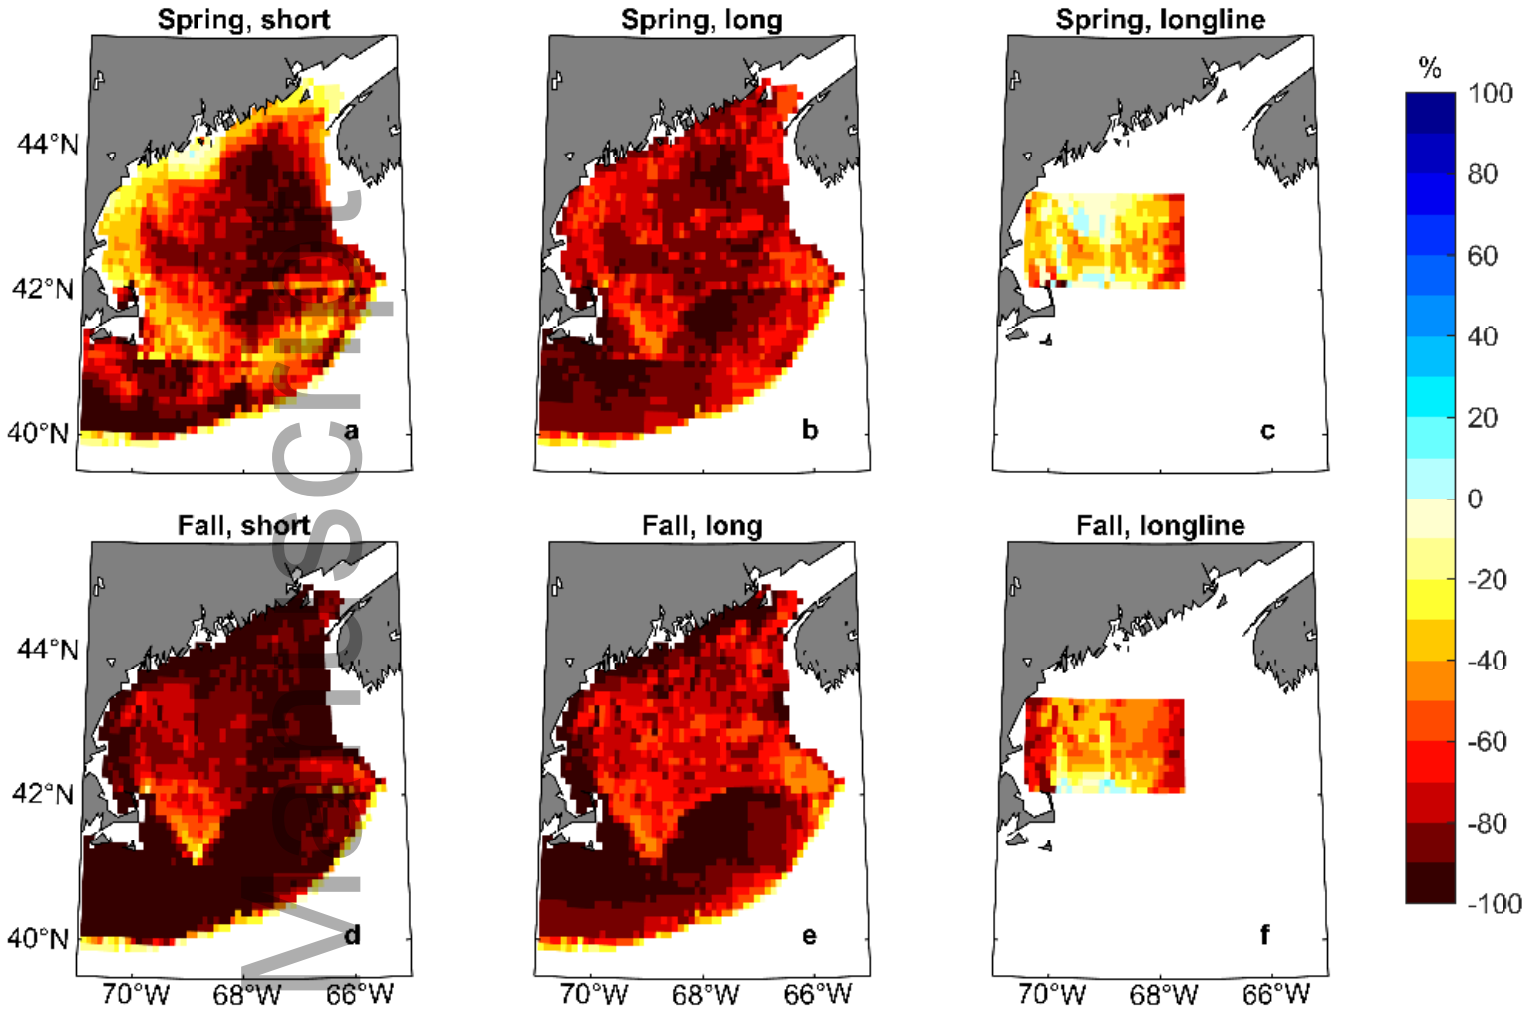 Spring, short
Spring, long
Spring, longline
%
100
80
60
40
20
0
-20
-40
-60
-80
-100
44°N
42°N
40°N
a
b
c
Fall, short
Fall, long
Fall, longline
44°N
42°N
40°N
d
e
f
70°W 68°W 66°W
70°W 68°W 66°W
70°W 68°W 66°W
Manuscript